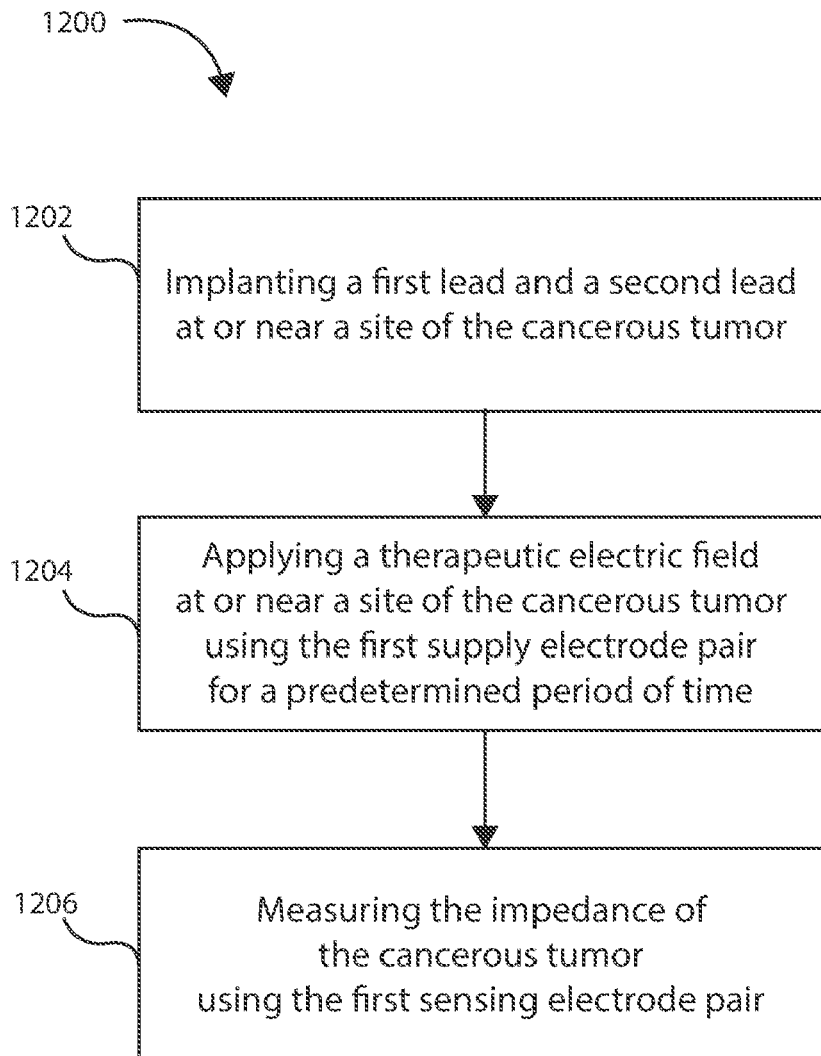 1200
1202
Implanting a first lead and a second lead
at or near a site of the cancerous tumor
1204
Applying a therapeutic electric field
at or near a site of the cancerous tumor
using the first supply electrode pair
for a predetermined period of time
1206
Measuring the impedance of
the cancerous tumor
using the first sensing electrode pair